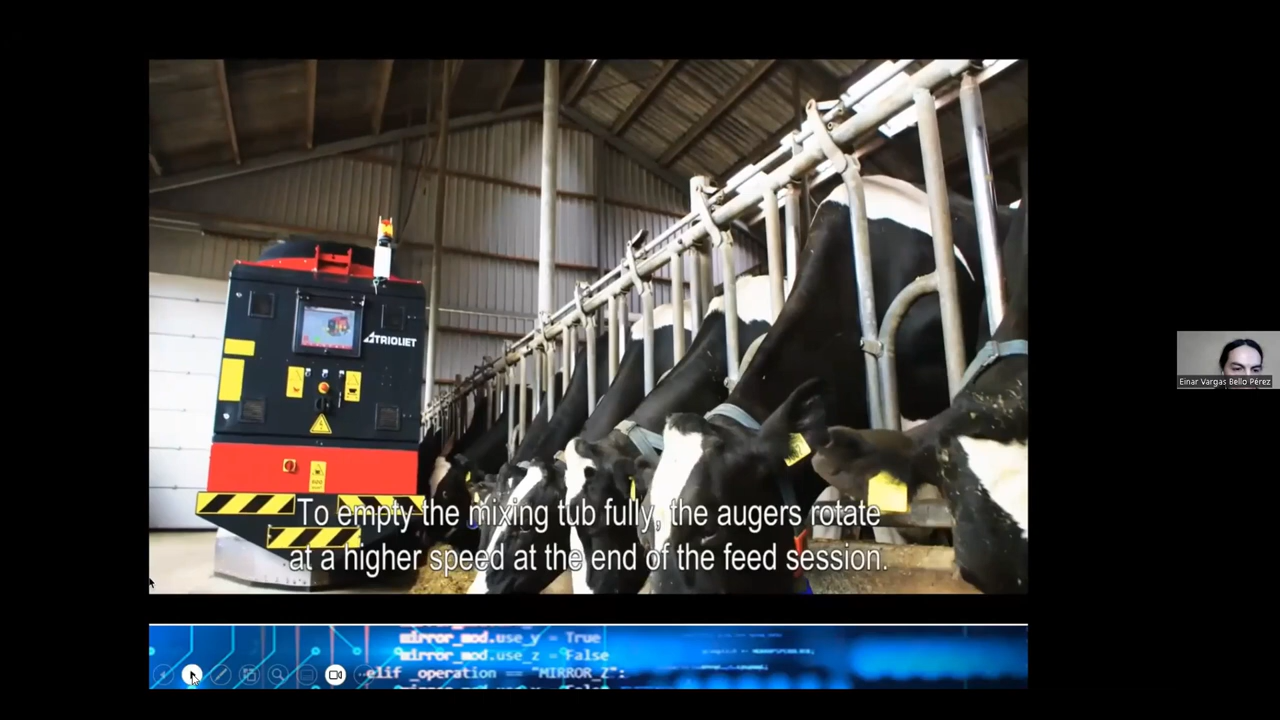 TRIOLIET
To empty the mixing tub fully, the augers rotate
at a higher speed at the end of the feed session.
Einar Vargas Bello Pérez
mirror_mod.use_y = True
mirror_mod.use_z = False
elif _operation == "MIRROR_Z":